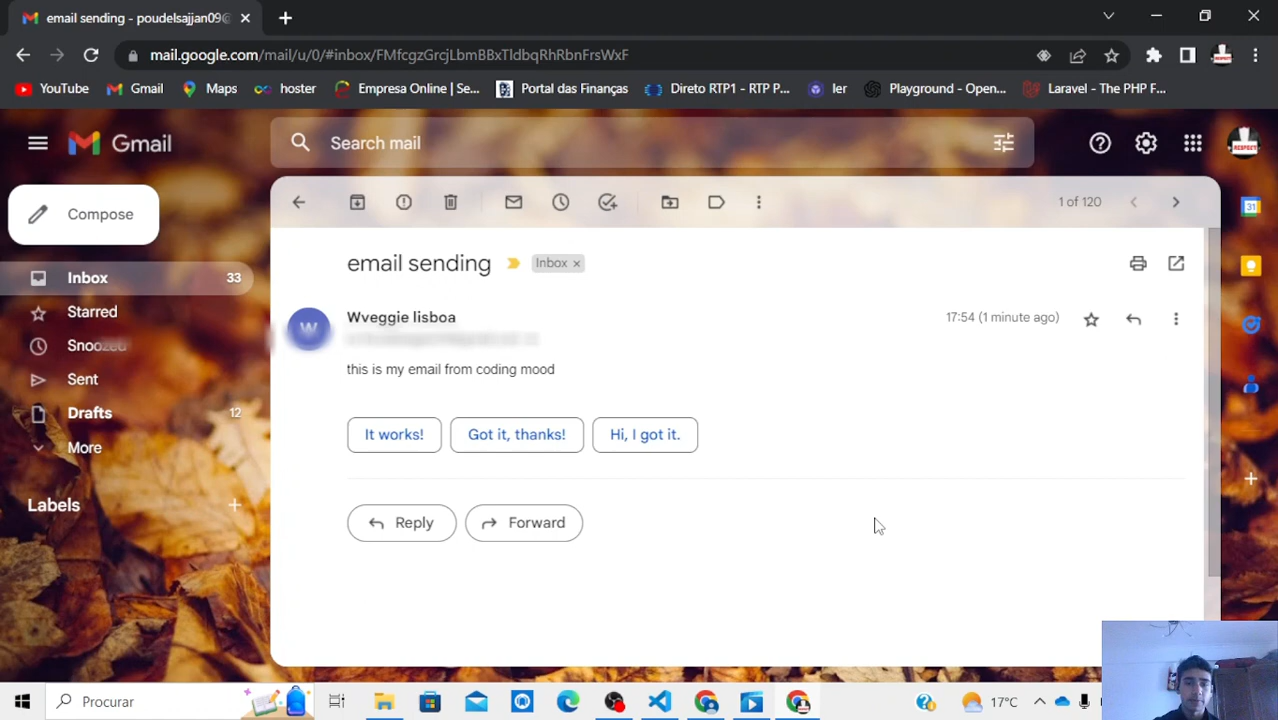 email sending - poudelsajjan09@
mail.google.com/mail/u/0/#inbox/FMfcgzGrcjLbmBBxTldbqRhRbnFrsWxF
YouTube Gmail Maps hoster Empresa Online | Se... Portal das Finanças Direto RTP1 - RTP P... ler Playground - Open... Laravel - The PHP F...
Gmail Search mail
Compose
1 of 120
Inbox 33
Starred
Snoozed
Sent
Drafts 12
More
Labels
email sending Inbox ×
W
Wveggie lisboa 17:54 (1 minute ago)
this is my email from coding mood
It works! Got it, thanks! Hi, I got it.
Reply Forward
31
RESPECT
Procurar 17°C